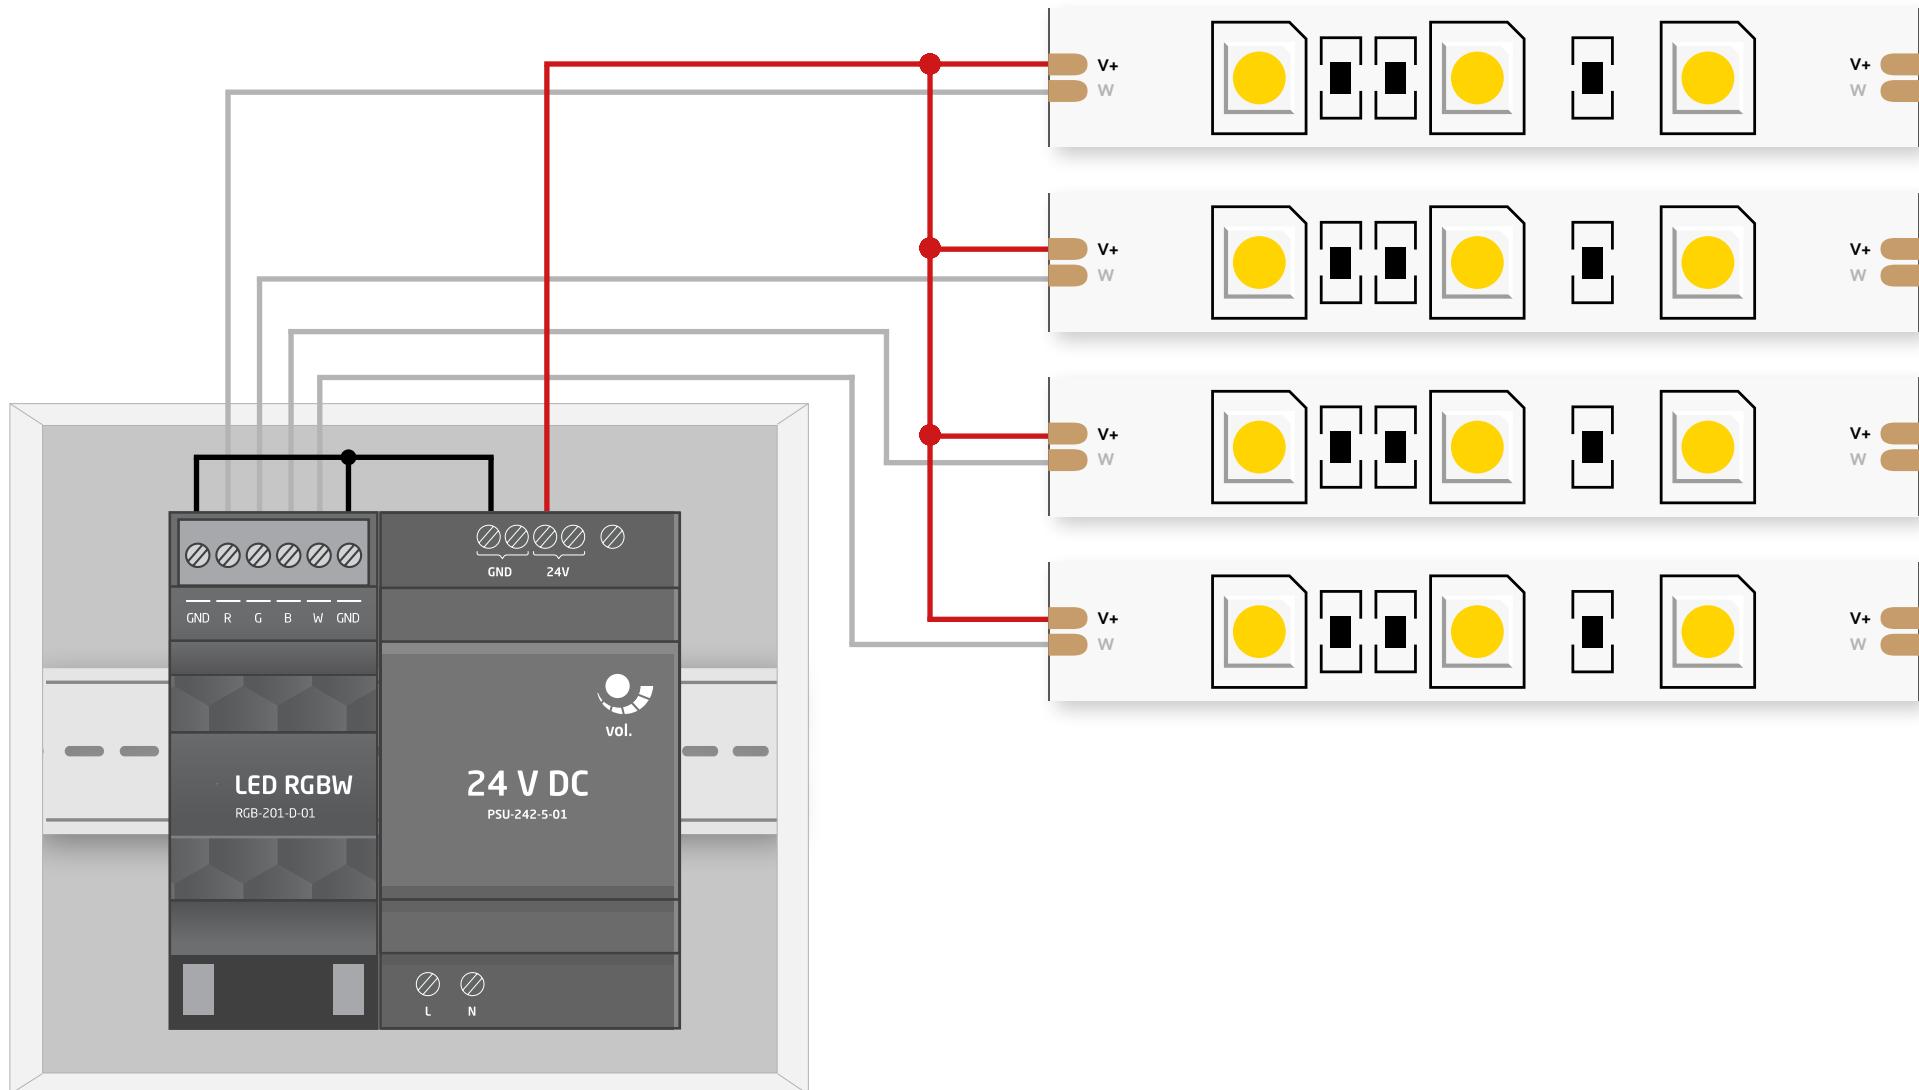 V+ V+
W W
V+ V+
W W
V+ V+
W W
V+ V+
W W
GND 24V
GND R G B W GND
vol.
LED RGBW
RGB-201-D-01
24 V DC
PSU-242-5-01
L N